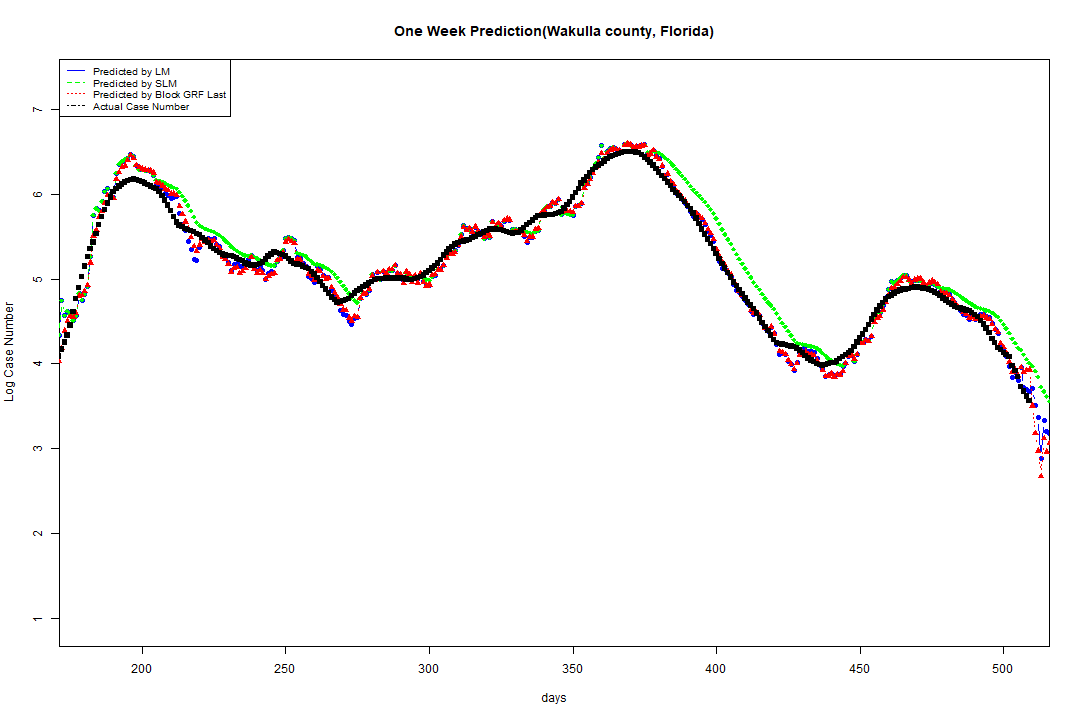 One Week Prediction(Wakulla county, Florida)
Predicted by LM
Predicted by SLM
Predicted by Block GRF Last
Actual Case Number
7
6
5
4
3
2
1
Log Case Number
200 250 300 350 400 450 500
days